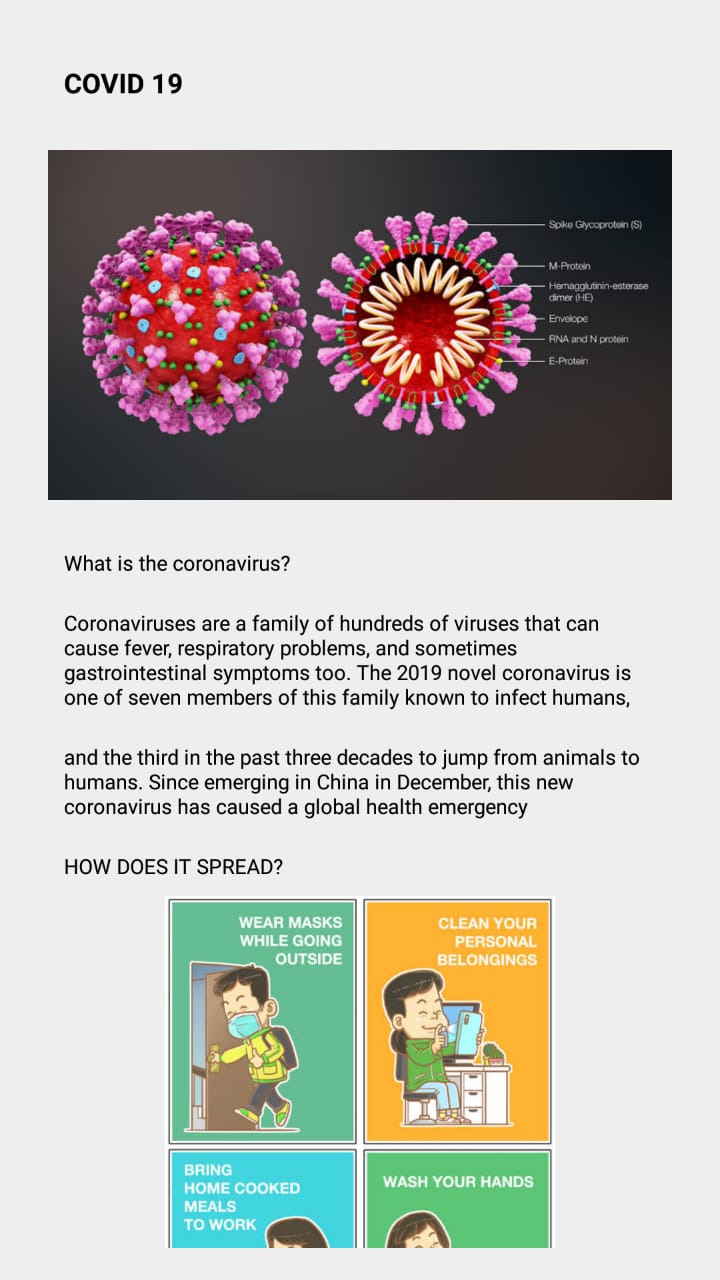 COVID 19
Spike Glycoprotein (S)
M-Protein
Hemagglutinin-esterase
dimer (HE)
Envelope
RNA and N protein
E-Protein
What is the coronavirus?
Coronaviruses are a family of hundreds of viruses that can
cause fever, respiratory problems, and sometimes
gastrointestinal symptoms too. The 2019 novel coronavirus is
one of seven members of this family known to infect humans,
and the third in the past three decades to jump from animals to
humans. Since emerging in China in December, this new
coronavirus has caused a global health emergency
HOW DOES IT SPREAD?
WEAR MASKS
WHILE GOING
OUTSIDE
CLEAN YOUR
PERSONAL
BELONGINGS
BRING
HOME COOKED
MEALS
TO WORK
WASH YOUR HANDS